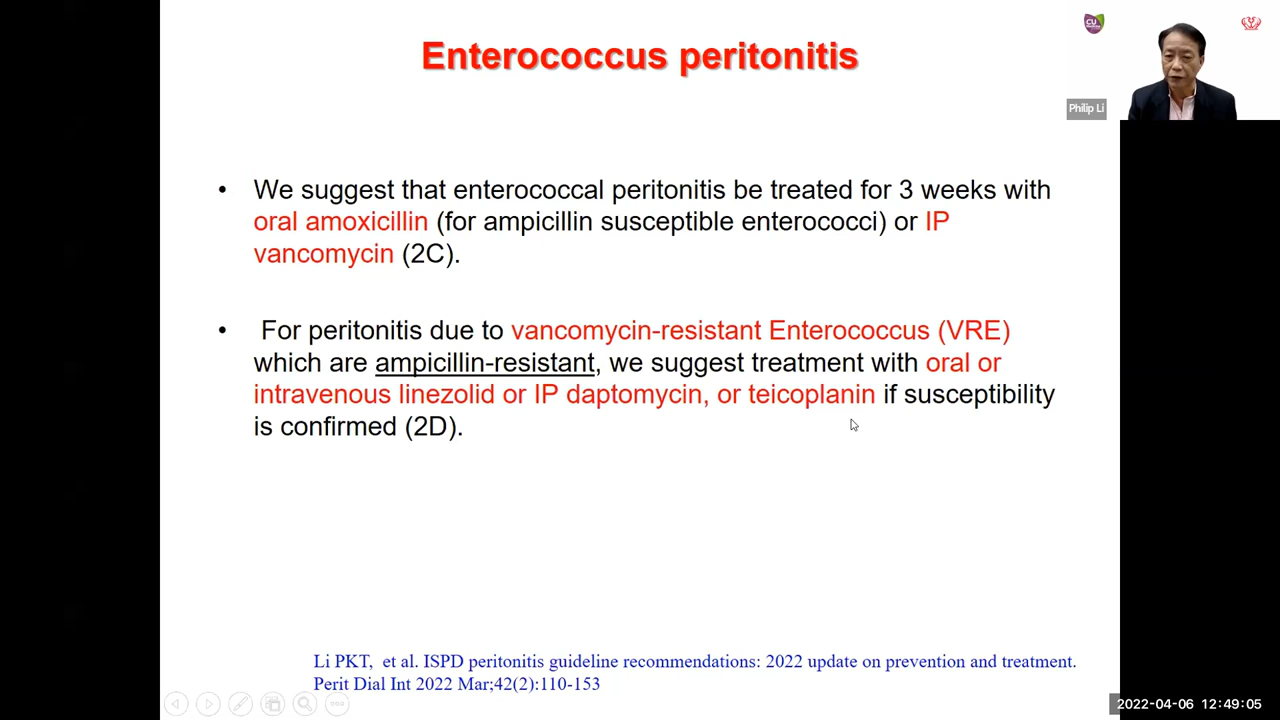 Enterococcus peritonitis
CU
Philip Li
• We suggest that enterococcal peritonitis be treated for 3 weeks with
oral amoxicillin (for ampicillin susceptible enterococci) or IP
vancomycin (2C).
• For peritonitis due to vancomycin-resistant Enterococcus (VRE)
which are ampicillin-resistant, we suggest treatment with oral or
intravenous linezolid or IP daptomycin, or teicoplanin if susceptibility
is confirmed (2D).
Li PKT, et al. ISPD peritonitis guideline recommendations: 2022 update on prevention and treatment.
Perit Dial Int 2022 Mar;42(2):110-153
2022-04-06 12:49:05